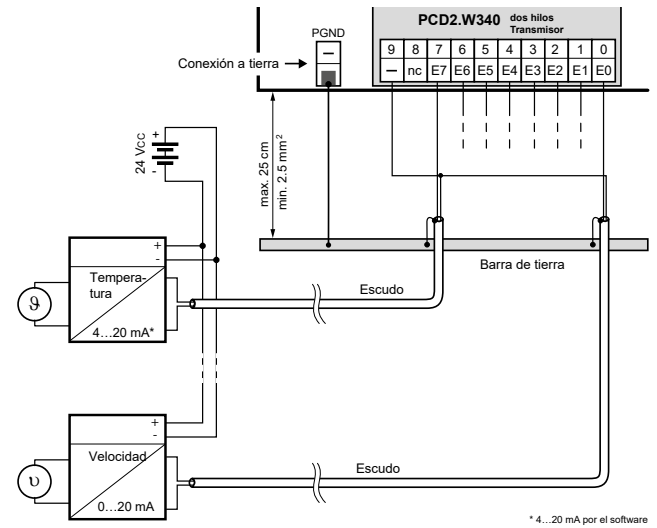 PCD2.W340 dos hilos
Transmisor
PGND
–
Conexión a tierra
9 8 7 6 5 4 3 2 1 0
– nc E7 E6 E5 E4 E3 E2 E1 E0
max. 25 cm
min. 2.5 mm²
24 Vcc
+
-
Barra de tierra
+
-
Tempera-
tura
ϑ
4...20 mA*
Escudo
+
-
Velocidad
υ
0...20 mA
Escudo
* 4...20 mA por el software